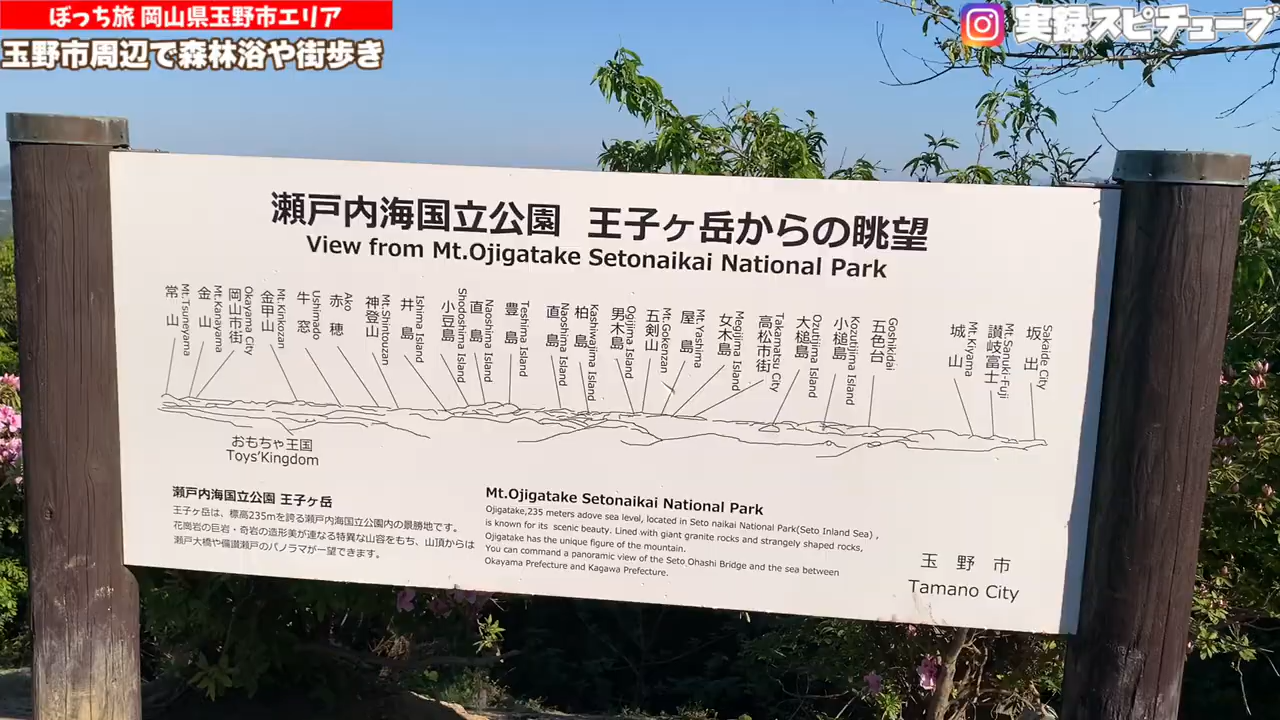 ぼっち旅 岡山県玉野市エリア
玉野市周辺で森林浴や街歩き
実録スピチューブ
瀬戸内海国立公園 王子ヶ岳からの眺望
View from Mt.Ojigatake Setonaikai National Park
常山 Mt.Tsuneyama
金山 Mt.Kanayama
岡山市街 Okayama City
金甲山 Mt.Kinkozan
牛窓 Ushimado
赤穂 Ako
神登山 Mt.Shintouzan
井島 Ishima Island
小豆島 Shodoshima Island
直島 Naoshima Island
豊島 Teshima Island
直島 Naoshima Island
柏島 Kashiwajima Island
男木島 Ogijima Island
五剣山 Mt.Gokenzan
屋島 Mt.Yashima
女木島 Megijima Island
高松市街 Takamatsu City
大槌島 Ozutijima Island
小槌島 Kozutijima Island
五色台 Goshikidai
城山 Mt.Kiyama
讃岐富士 Mt.Sanuki-Fuji
坂出 Sakaide City
おもちゃ王国
Toys'Kingdom
瀬戸内海国立公園 王子ヶ岳
王子ヶ岳は、標高235mを誇る瀬戸内海国立公園内の景勝地です。
花崗岩の巨岩・奇岩の造形美が連なる特異な山容をもち、山頂からは
瀬戸大橋や備讃瀬戸のパノラマが一望できます。
Mt.Ojigatake Setonaikai National Park
Ojigatake,235 meters adove sea level, located in Seto naikai National Park(Seto Inland Sea) ,
is known for its scenic beauty. Lined with giant granite rocks and strangely shaped rocks,
Ojigatake has the unique figure of the mountain.
You can command a panoramic view of the Seto Ohashi Bridge and the sea between
Okayama Prefecture and Kagawa Prefecture.
玉野市
Tamano City